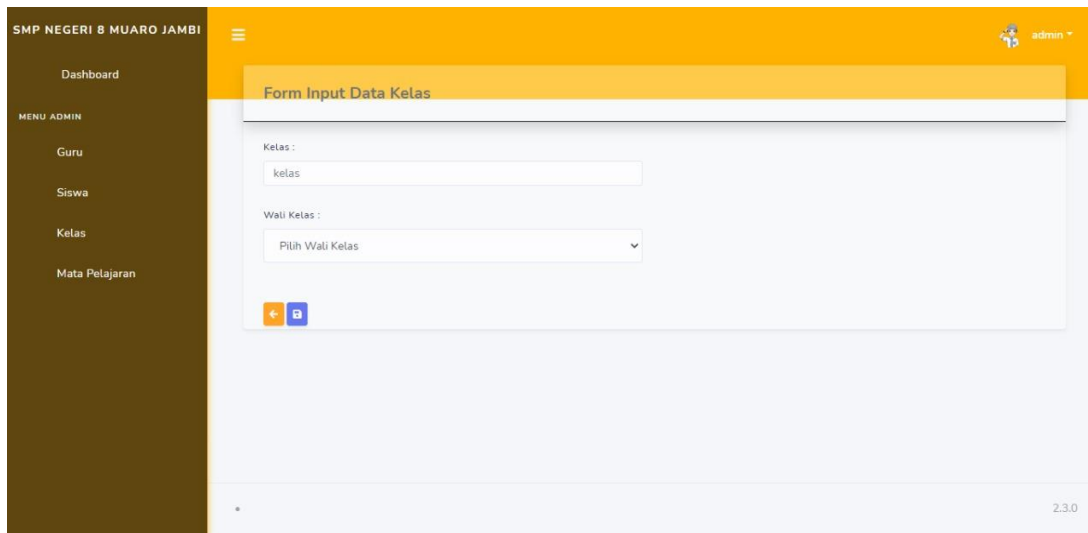 SMP NEGERI 8 MUARO JAMBI
admin
Dashboard
MENU ADMIN
Guru
Siswa
Kelas
Mata Pelajaran
Form Input Data Kelas
Kelas :
kelas
Wali Kelas :
Pilih Wali Kelas
2.3.0